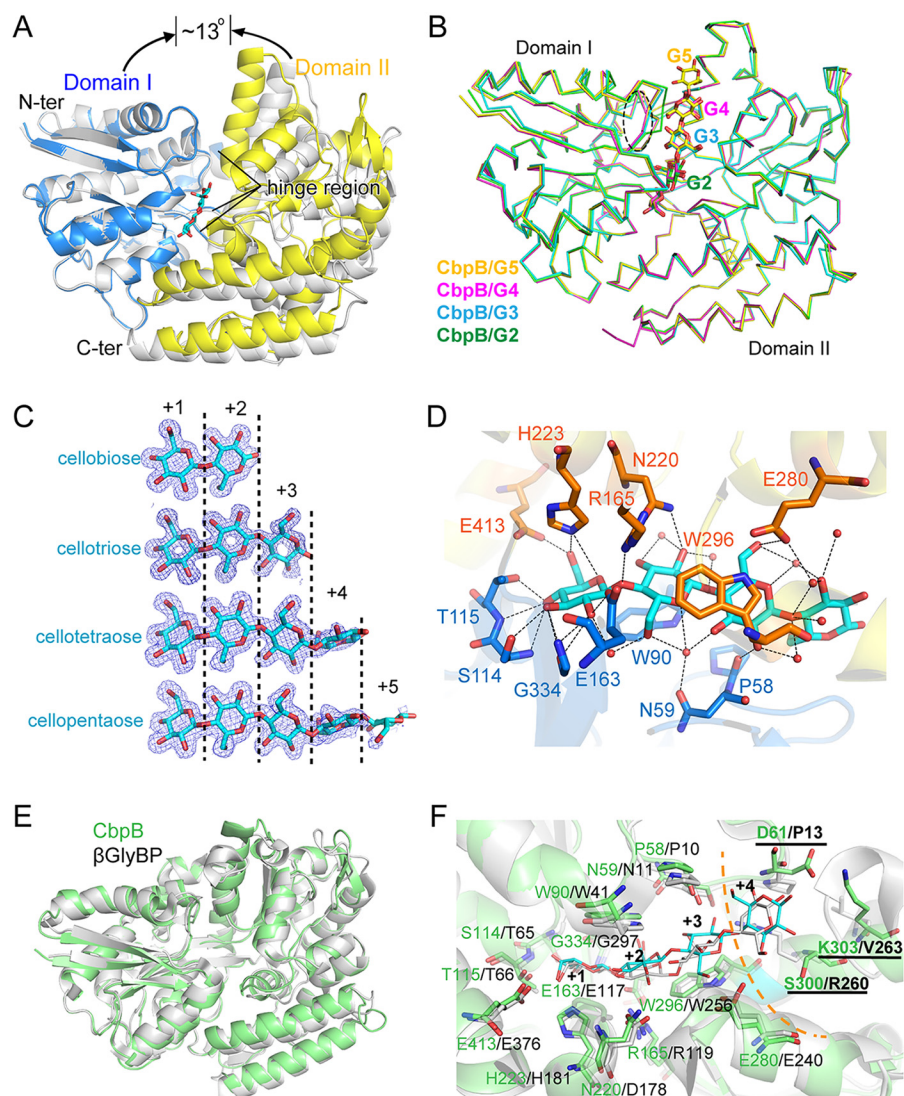 A
~13°
Domain I
Domain II
N-ter
hinge region
C-ter
B
Domain I
G5
G4
G3
G2
CbpB/G5
CbpB/G4
CbpB/G3
CbpB/G2
Domain II
C
+1
+2
cellobiose
+3
cellotriose
+4
cellotetraose
+5
cellopentaose
D
H223
N220
E280
R165
E413
W296
T115
W90
S114
G334
E163
P58
N59
E
CbpB
βGlyBP
F
D61/P13
P58/P10
N59/N11
+4
W90/W41
+3
S114/T65
G334/G297
K303/V263
+2
T115/T66
+1
S300/R260
E163/E117
W296/W256
E413/E376
R165/R119
E280/E240
H223/H181
N220/D178